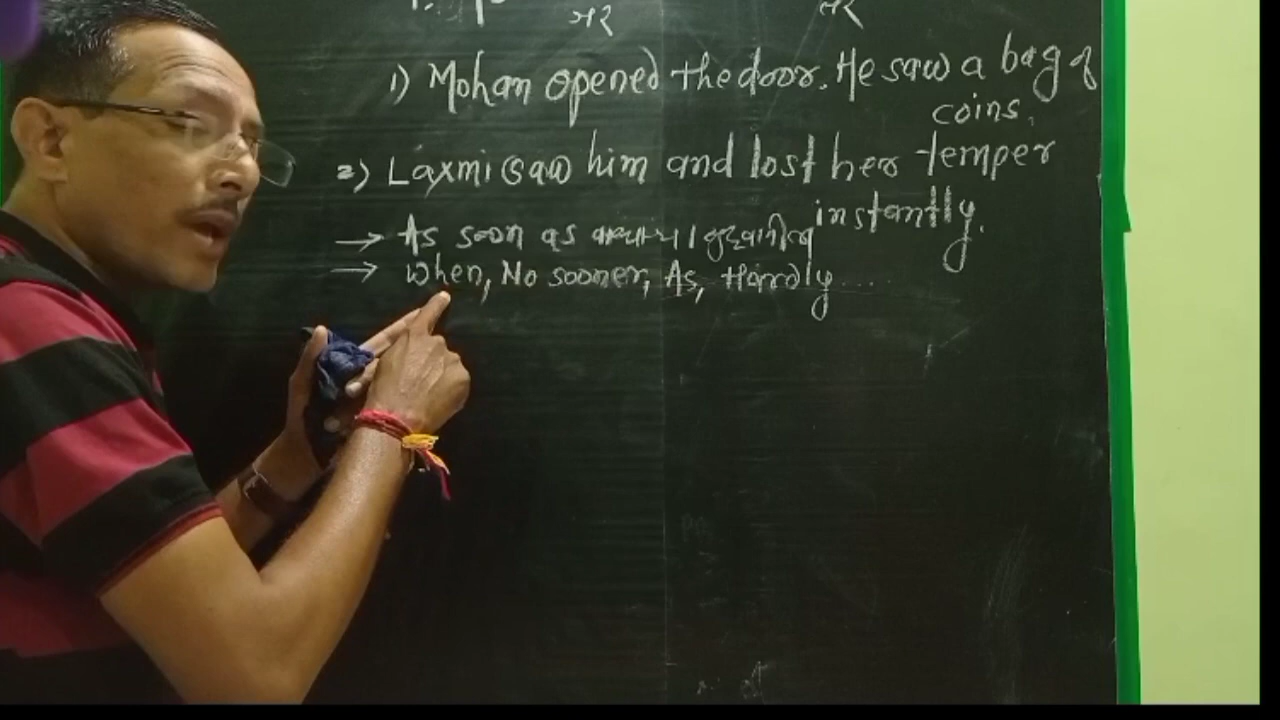 1) Mohan opened the door. He saw a bag of
coins.
2) Laxmi saw him and lost her temper
instantly.
→ As soon as
→ When, No sooner, As, Hardly....